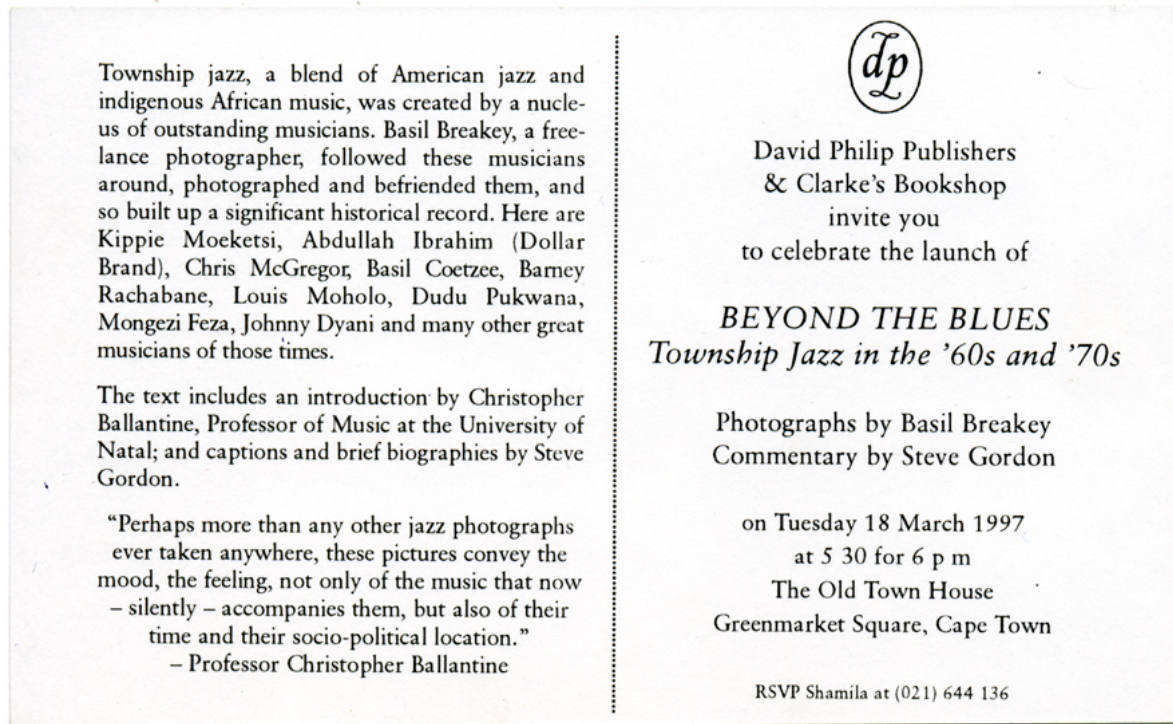 Township jazz, a blend of American jazz and
indigenous African music, was created by a nucle-
us of outstanding musicians. Basil Breakey, a free-
lance photographer, followed these musicians
around, photographed and befriended them, and
so built up a significant historical record. Here are
Kippie Moeketsi, Abdullah Ibrahim (Dollar
Brand), Chris McGregor, Basil Coetzee, Barney
Rachabane, Louis Moholo, Dudu Pukwana,
Mongezi Feza, Johnny Dyani and many other great
musicians of those times.
The text includes an introduction by Christopher
Ballantine, Professor of Music at the University of
Natal; and captions and brief biographies by Steve
Gordon.
“Perhaps more than any other jazz photographs
ever taken anywhere, these pictures convey the
mood, the feeling, not only of the music that now
– silently – accompanies them, but also of their
time and their socio-political location.”
– Professor Christopher Ballantine
dp
David Philip Publishers
& Clarke’s Bookshop
invite you
to celebrate the launch of
BEYOND THE BLUES
Township Jazz in the ’60s and ’70s
Photographs by Basil Breakey
Commentary by Steve Gordon
on Tuesday 18 March 1997
at 5 30 for 6 p m
The Old Town House
Greenmarket Square, Cape Town
RSVP Shamila at (021) 644 136